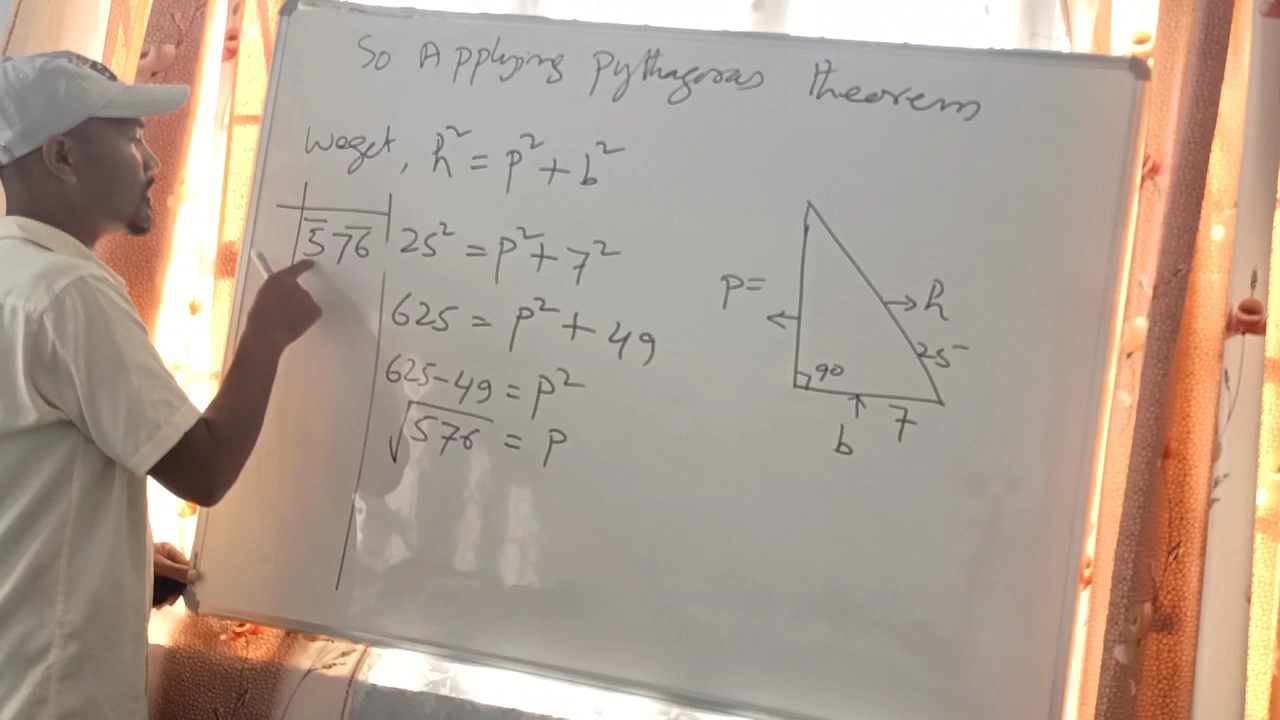 So Applying Pythagoras theorem
We get, h² = p² + b²
576
25² = p² + 7²
625 = p² + 49
625-49 = p²
√576 = p
p=
h
25
90
b
7